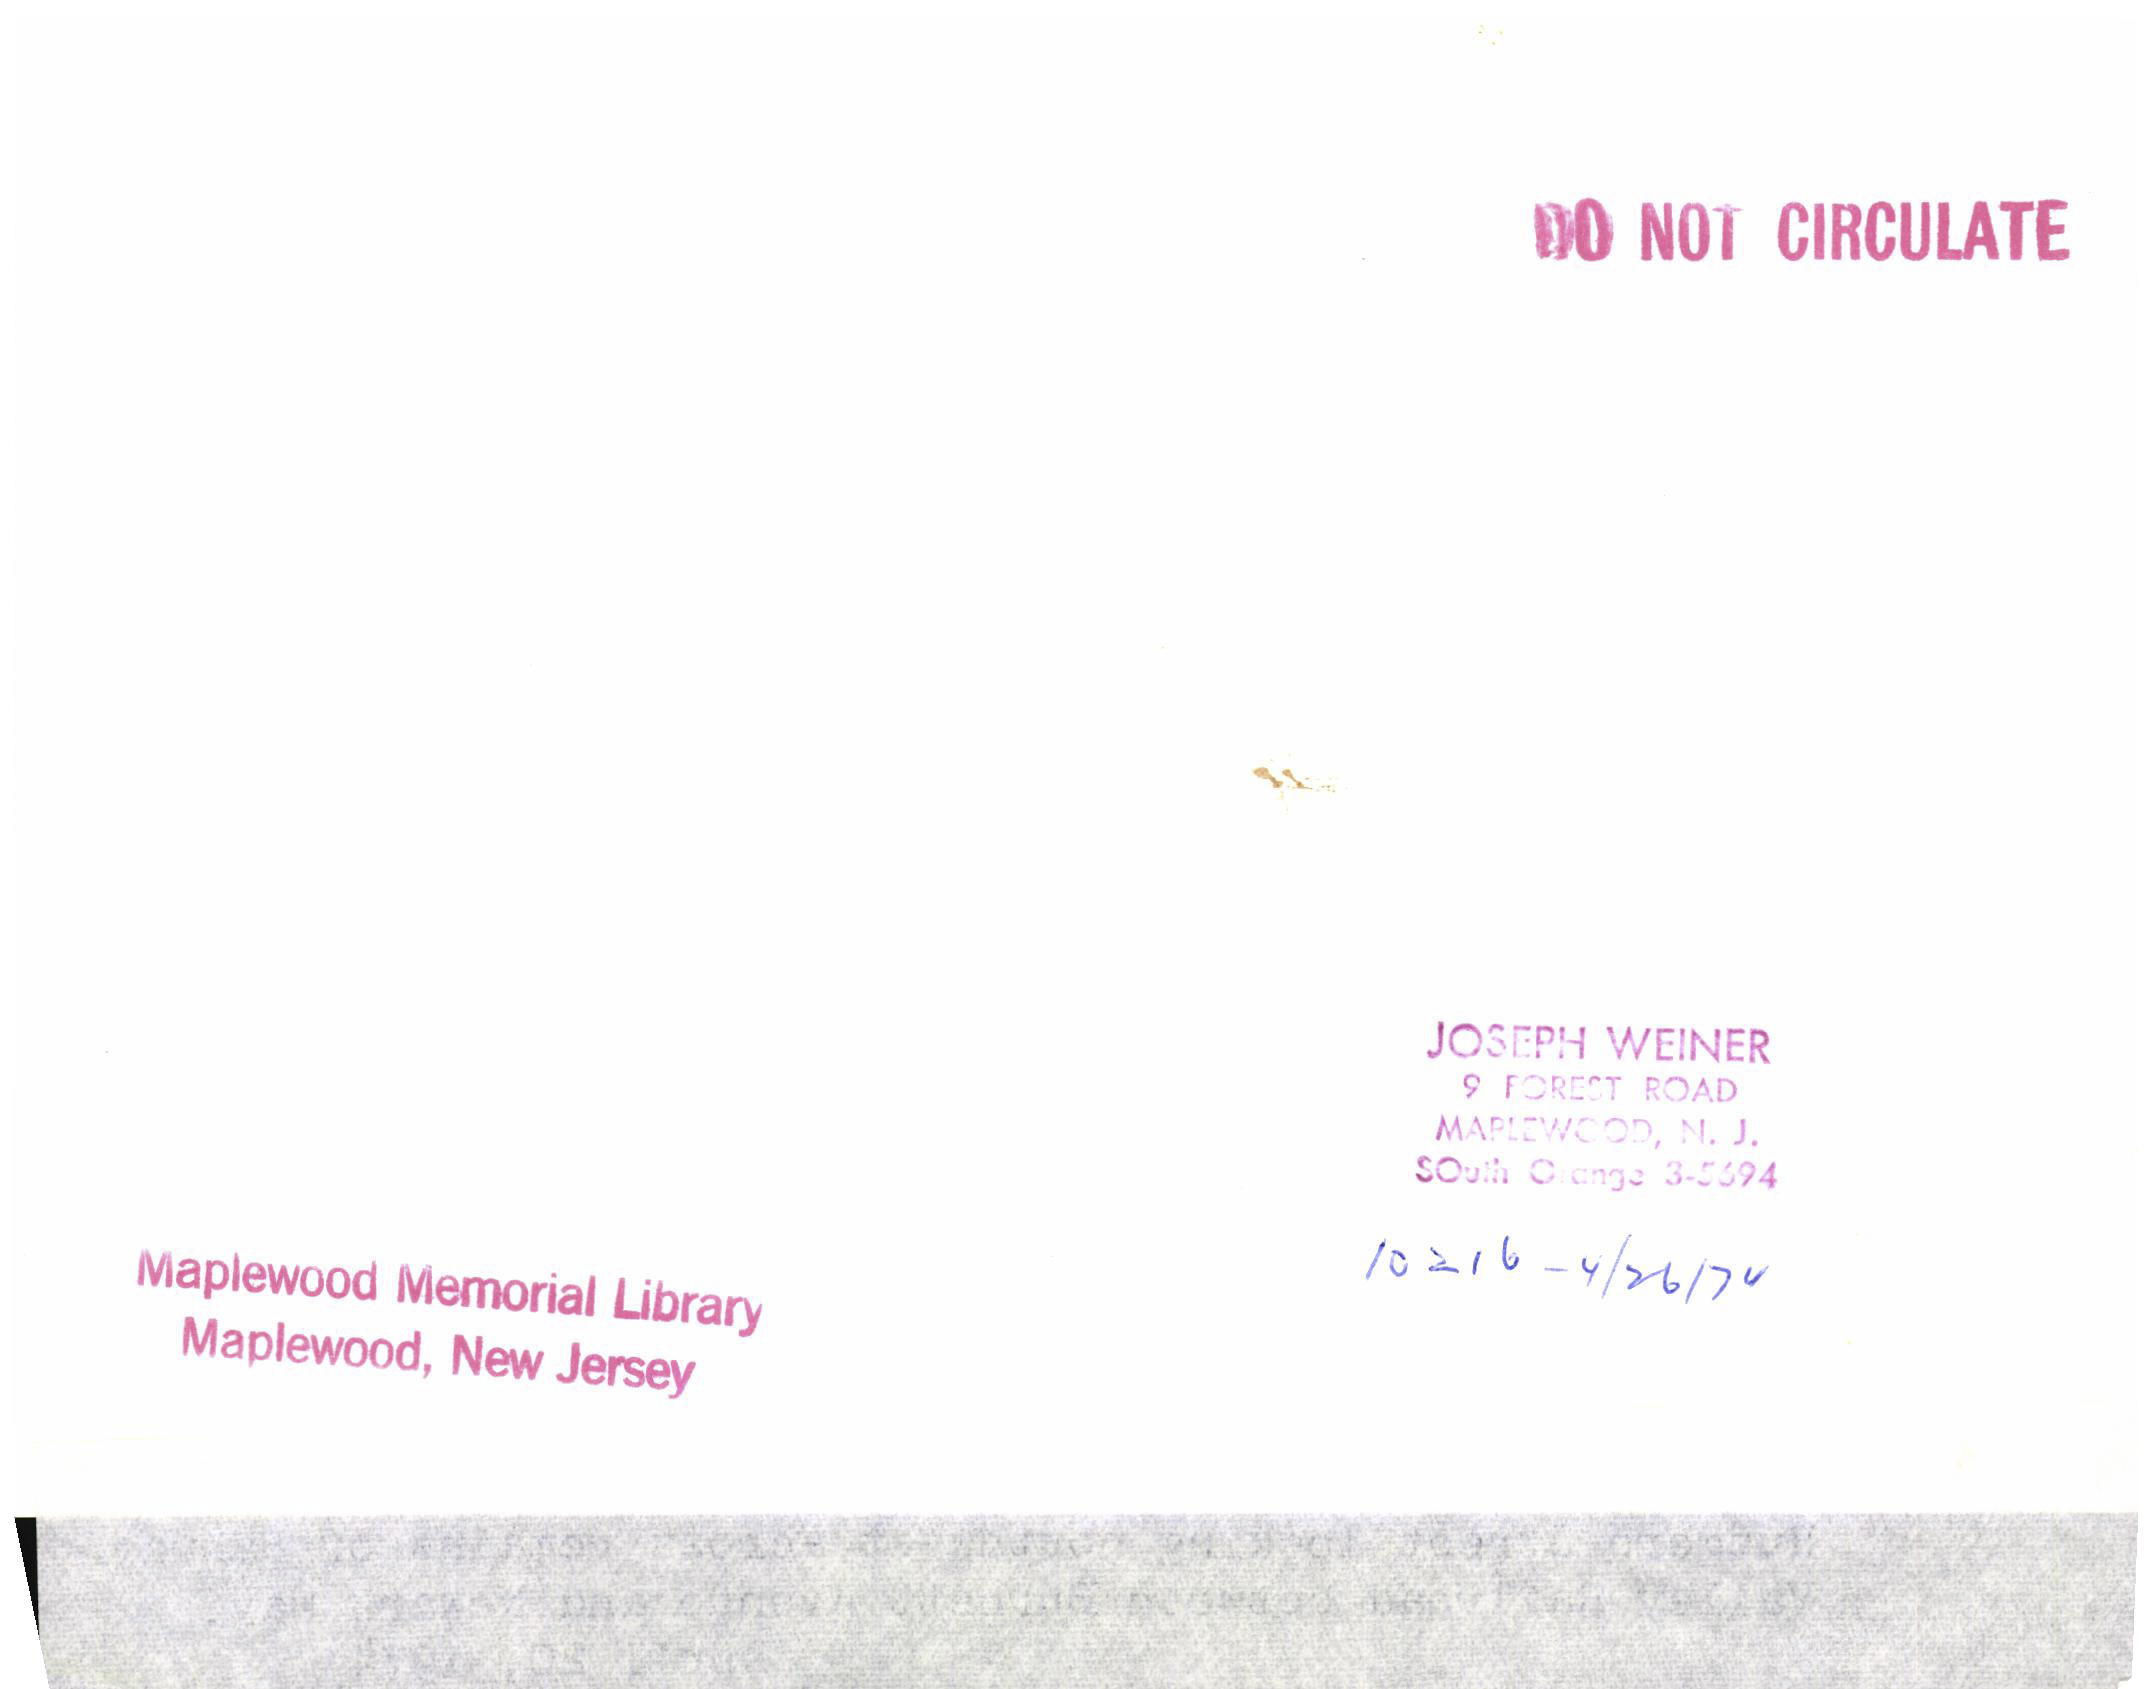 DO NOT CIRCULATE
JOSEPH WEINER
9 FOREST ROAD
MAPLEWOOD, N. J.
SOuth Orange 3-5694
10216 - 4/26/74
Maplewood Memorial Library
Maplewood, New Jersey